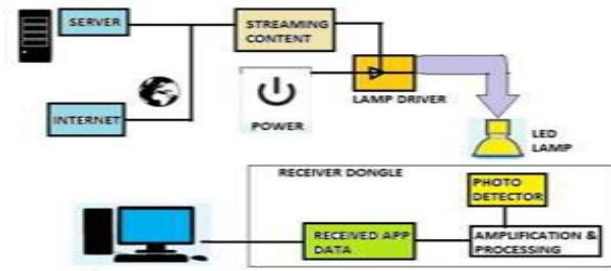 SERVER
STREAMING
CONTENT
INTERNET
POWER
LAMP DRIVER
LED
LAMP
RECEIVER DONGLE
PHOTO
DETECTOR
RECEIVED APP
DATA
AMPLIFICATION &
PROCESSING